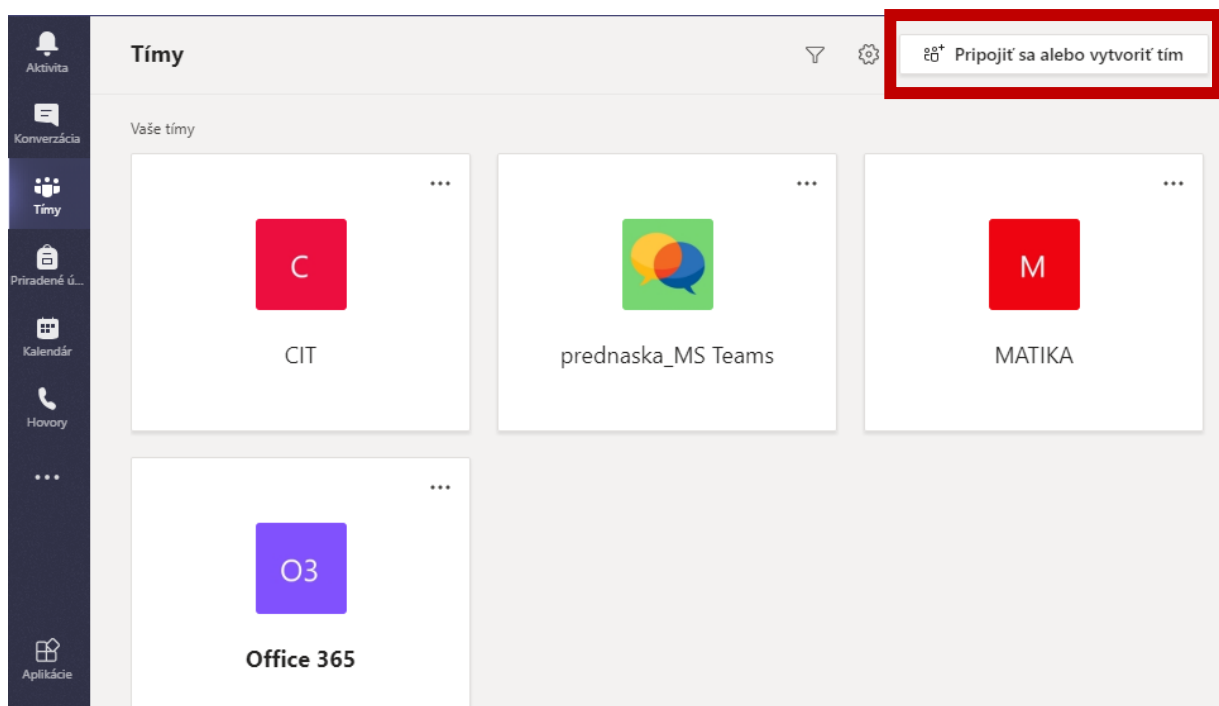 Aktivita
Konverzácia
Tímy
Priradené ú...
Kalendár
Hovory
Aplikácie
Tímy
Pripojiť sa alebo vytvoriť tím
Vaše tímy
C
CIT
prednaska_MS Teams
M
MATIKA
O3
Office 365